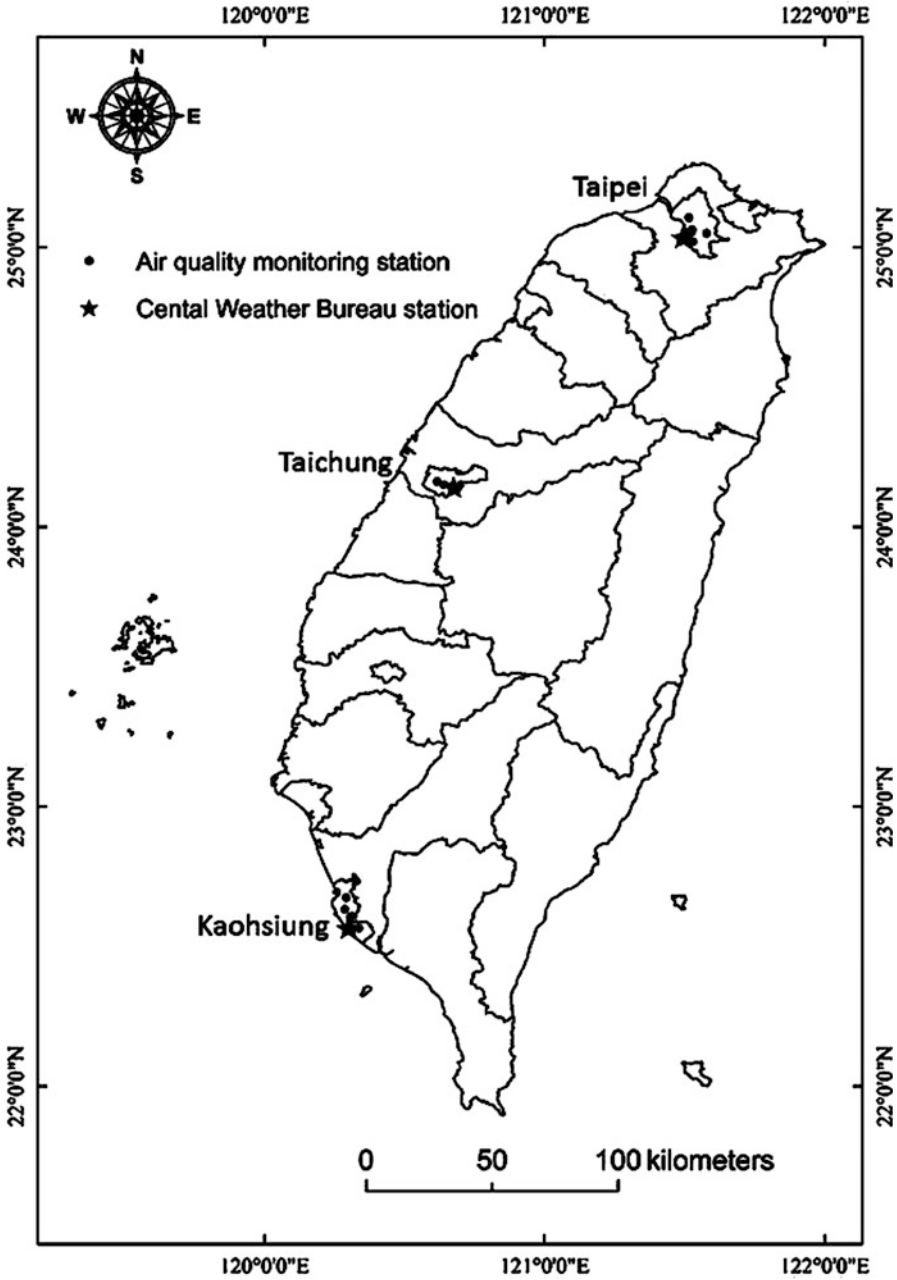 120°0'0"E 121°0'0"E 122°0'0"E
N
W E
S
Taipei
25°0'0"N 25°0'0"N
Air quality monitoring station
Cental Weather Bureau station
Taichung
24°0'0"N 24°0'0"N
23°0'0"N 23°0'0"N
Kaohsiung
22°0'0"N 22°0'0"N
0 50 100 kilometers
120°0'0"E 121°0'0"E 122°0'0"E